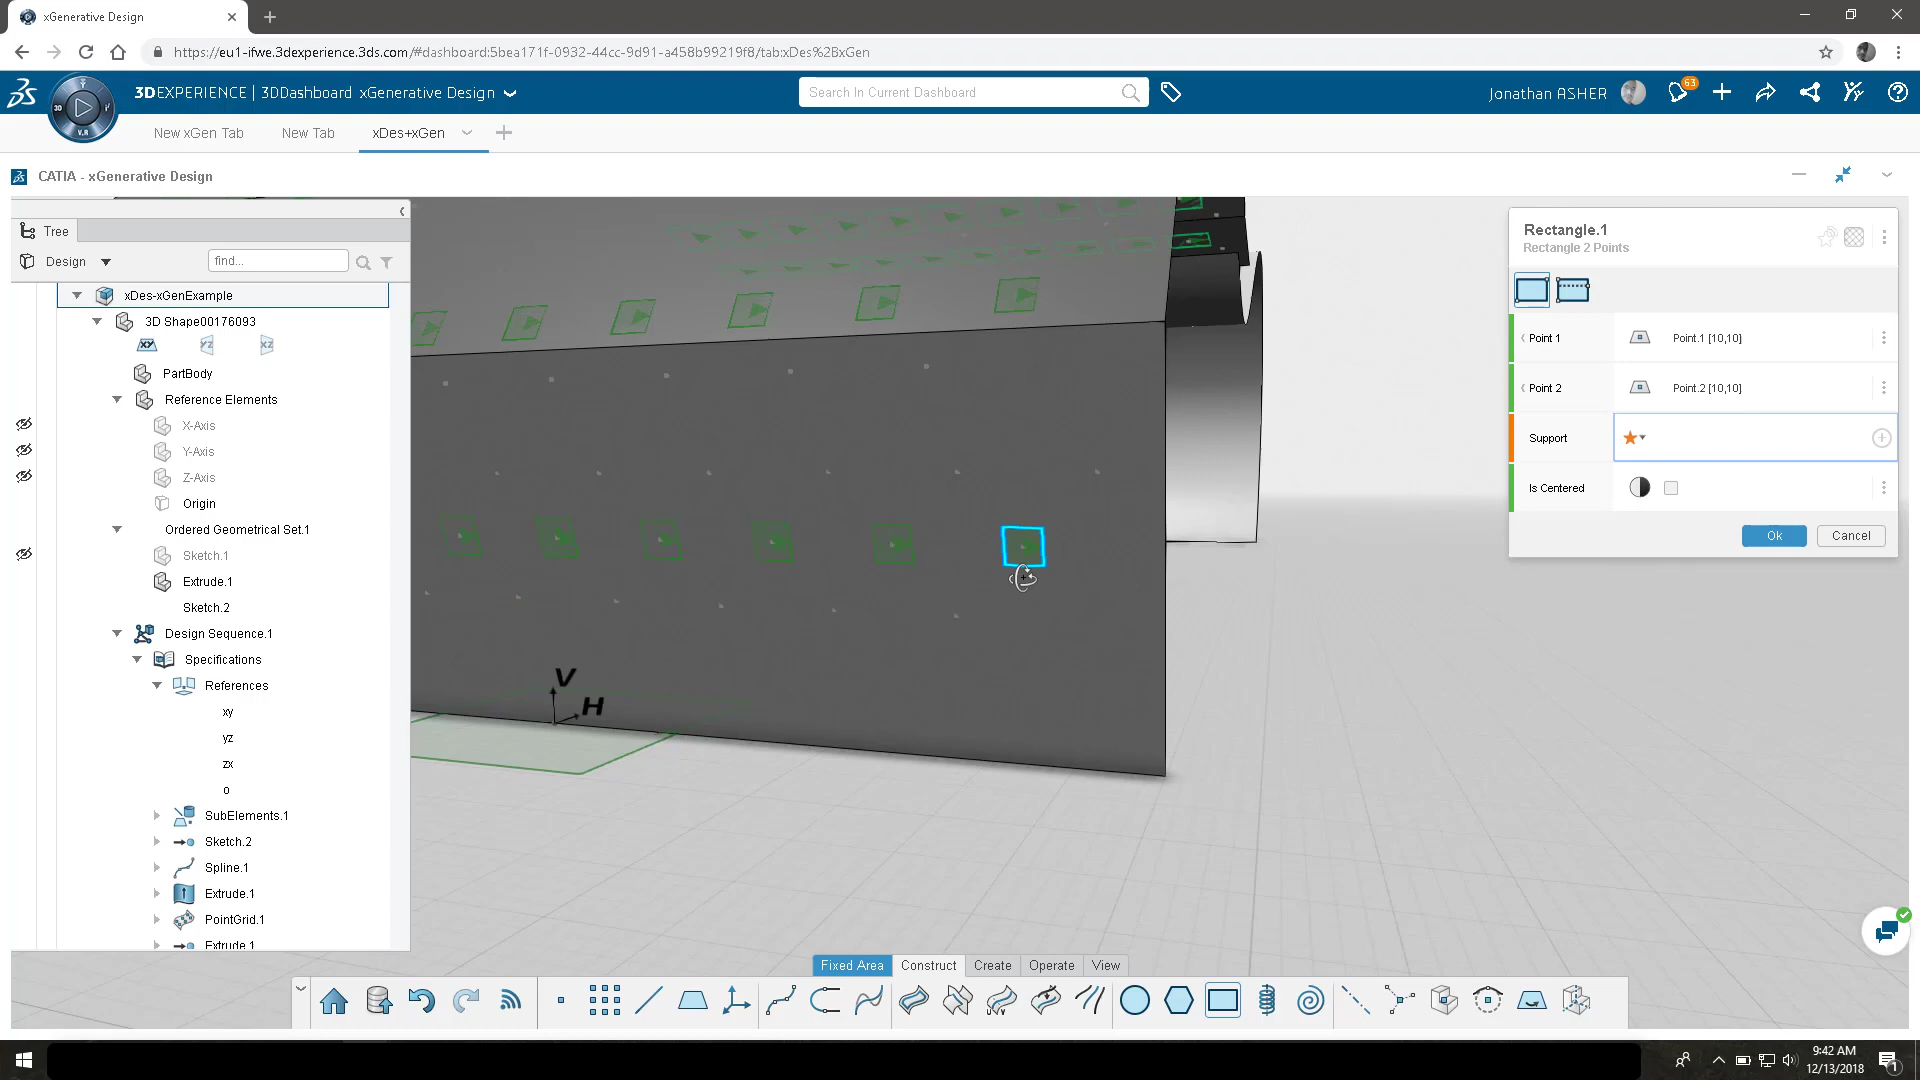 xGenerative Design
https://eu1-ifwe.3dexperience.3ds.com/#dashboard:5bea171f-0932-44cc-9d91-a458b99219f8/tab:xDes%2BxGen
3DEXPERIENCE | 3DDashboard xGenerative Design
Search In Current Dashboard
Jonathan ASHER
63
3D
V.R
New xGen Tab
New Tab
xDes+xGen
CATIA - xGenerative Design
Tree
Design
find...
xDes-xGenExample
3D Shape00176093
XY
YZ
XZ
PartBody
Reference Elements
X-Axis
Y-Axis
Z-Axis
Origin
Ordered Geometrical Set.1
Sketch.1
Extrude.1
Sketch.2
Design Sequence.1
Specifications
References
xy
yz
zx
o
SubElements.1
Sketch.2
Spline.1
Extrude.1
PointGrid.1
Extrude.1
V
H
Rectangle.1
Rectangle 2 Points
Point 1
Point.1 [10,10]
Point 2
Point.2 [10,10]
Support
Is Centered
Ok
Cancel
Fixed Area
Construct
Create
Operate
View
9:42 AM
12/13/2018
1